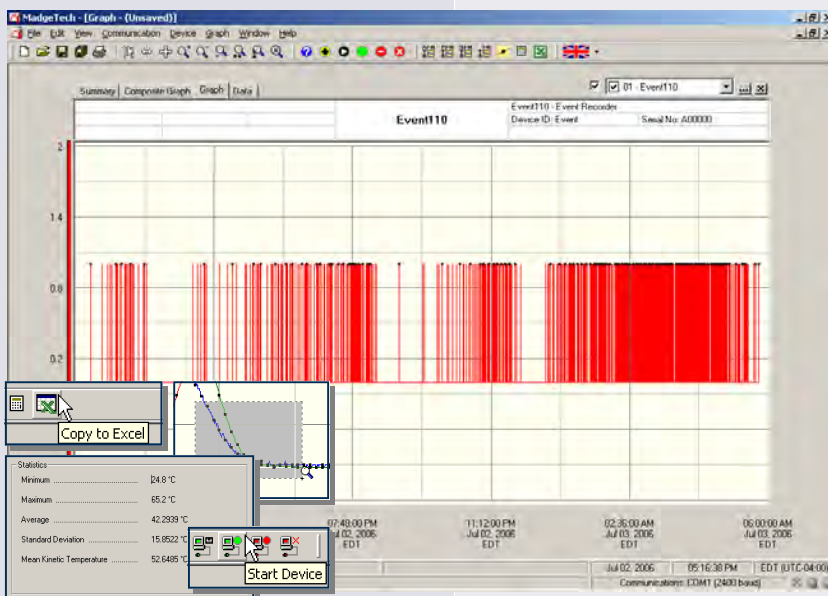 MadgeTech - [Graph - (Unsaved)]
File Edit View Communication Device Graph Window Help
Summary Composite Graph Graph Data
01 - Event110
Event110
Event110 - Event Recorder
Device ID: Event Serial No: A00000
2
1.4
0.8
0.2
Copy to Excel
Statistics
Minimum 24.8 °C
Maximum 65.2 °C
Average 42.2939 °C
Standard Deviation 15.8522 °C
Mean Kinetic Temperature 52.6485 °C
Start Device
07:48:00 PM
Jul 02, 2006
EDT
11:12:00 PM
Jul 02, 2006
EDT
02:36:00 AM
Jul 03, 2006
EDT
06:00:00 AM
Jul 03, 2006
EDT
Jul 02, 2006 05:16:38 PM EDT (UTC-04:00)
Communications: COM1 (2400 baud)